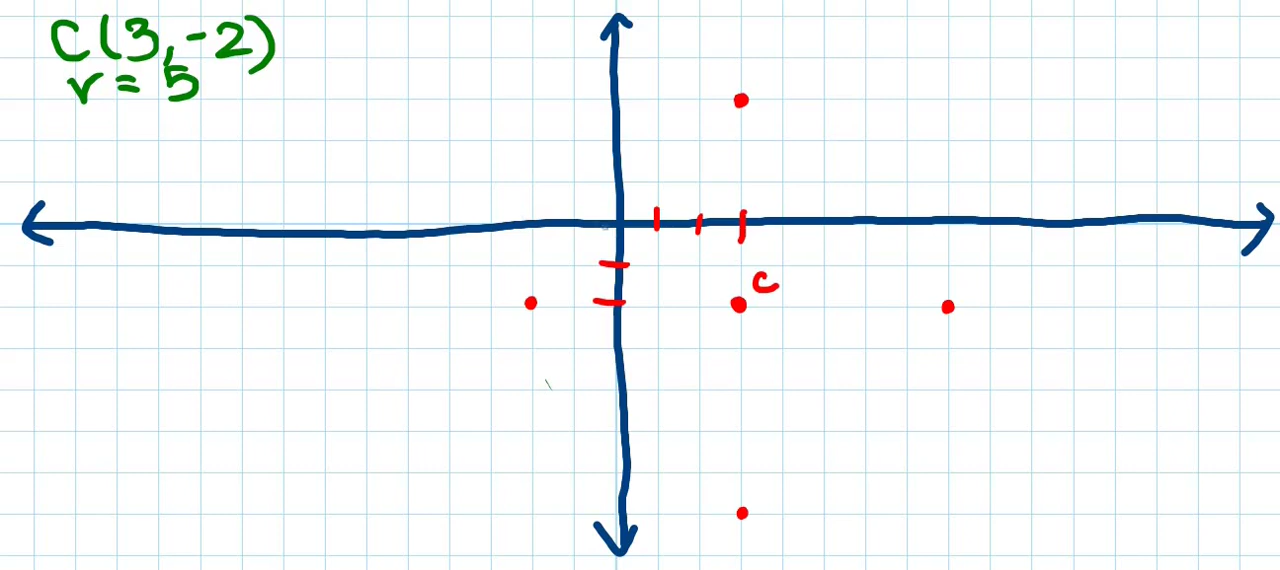 C(3,-2)
r = 5
C